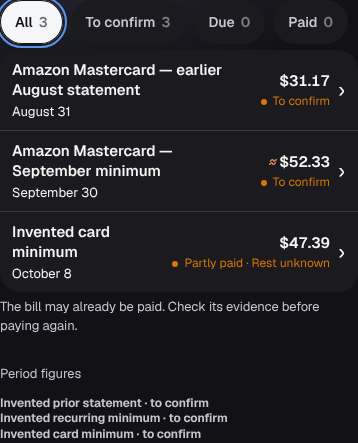 All 3
To confirm 3
Due 0
Paid 0
Amazon Mastercard — earlier
August statement
August 31
$31.17
To confirm
Amazon Mastercard —
September minimum
September 30
≈ $52.33
To confirm
Invented card
minimum
October 8
$47.39
Partly paid · Rest unknown
The bill may already be paid. Check its evidence before
paying again.
Period figures
Invented prior statement · to confirm
Invented recurring minimum · to confirm
Invented card minimum · to confirm